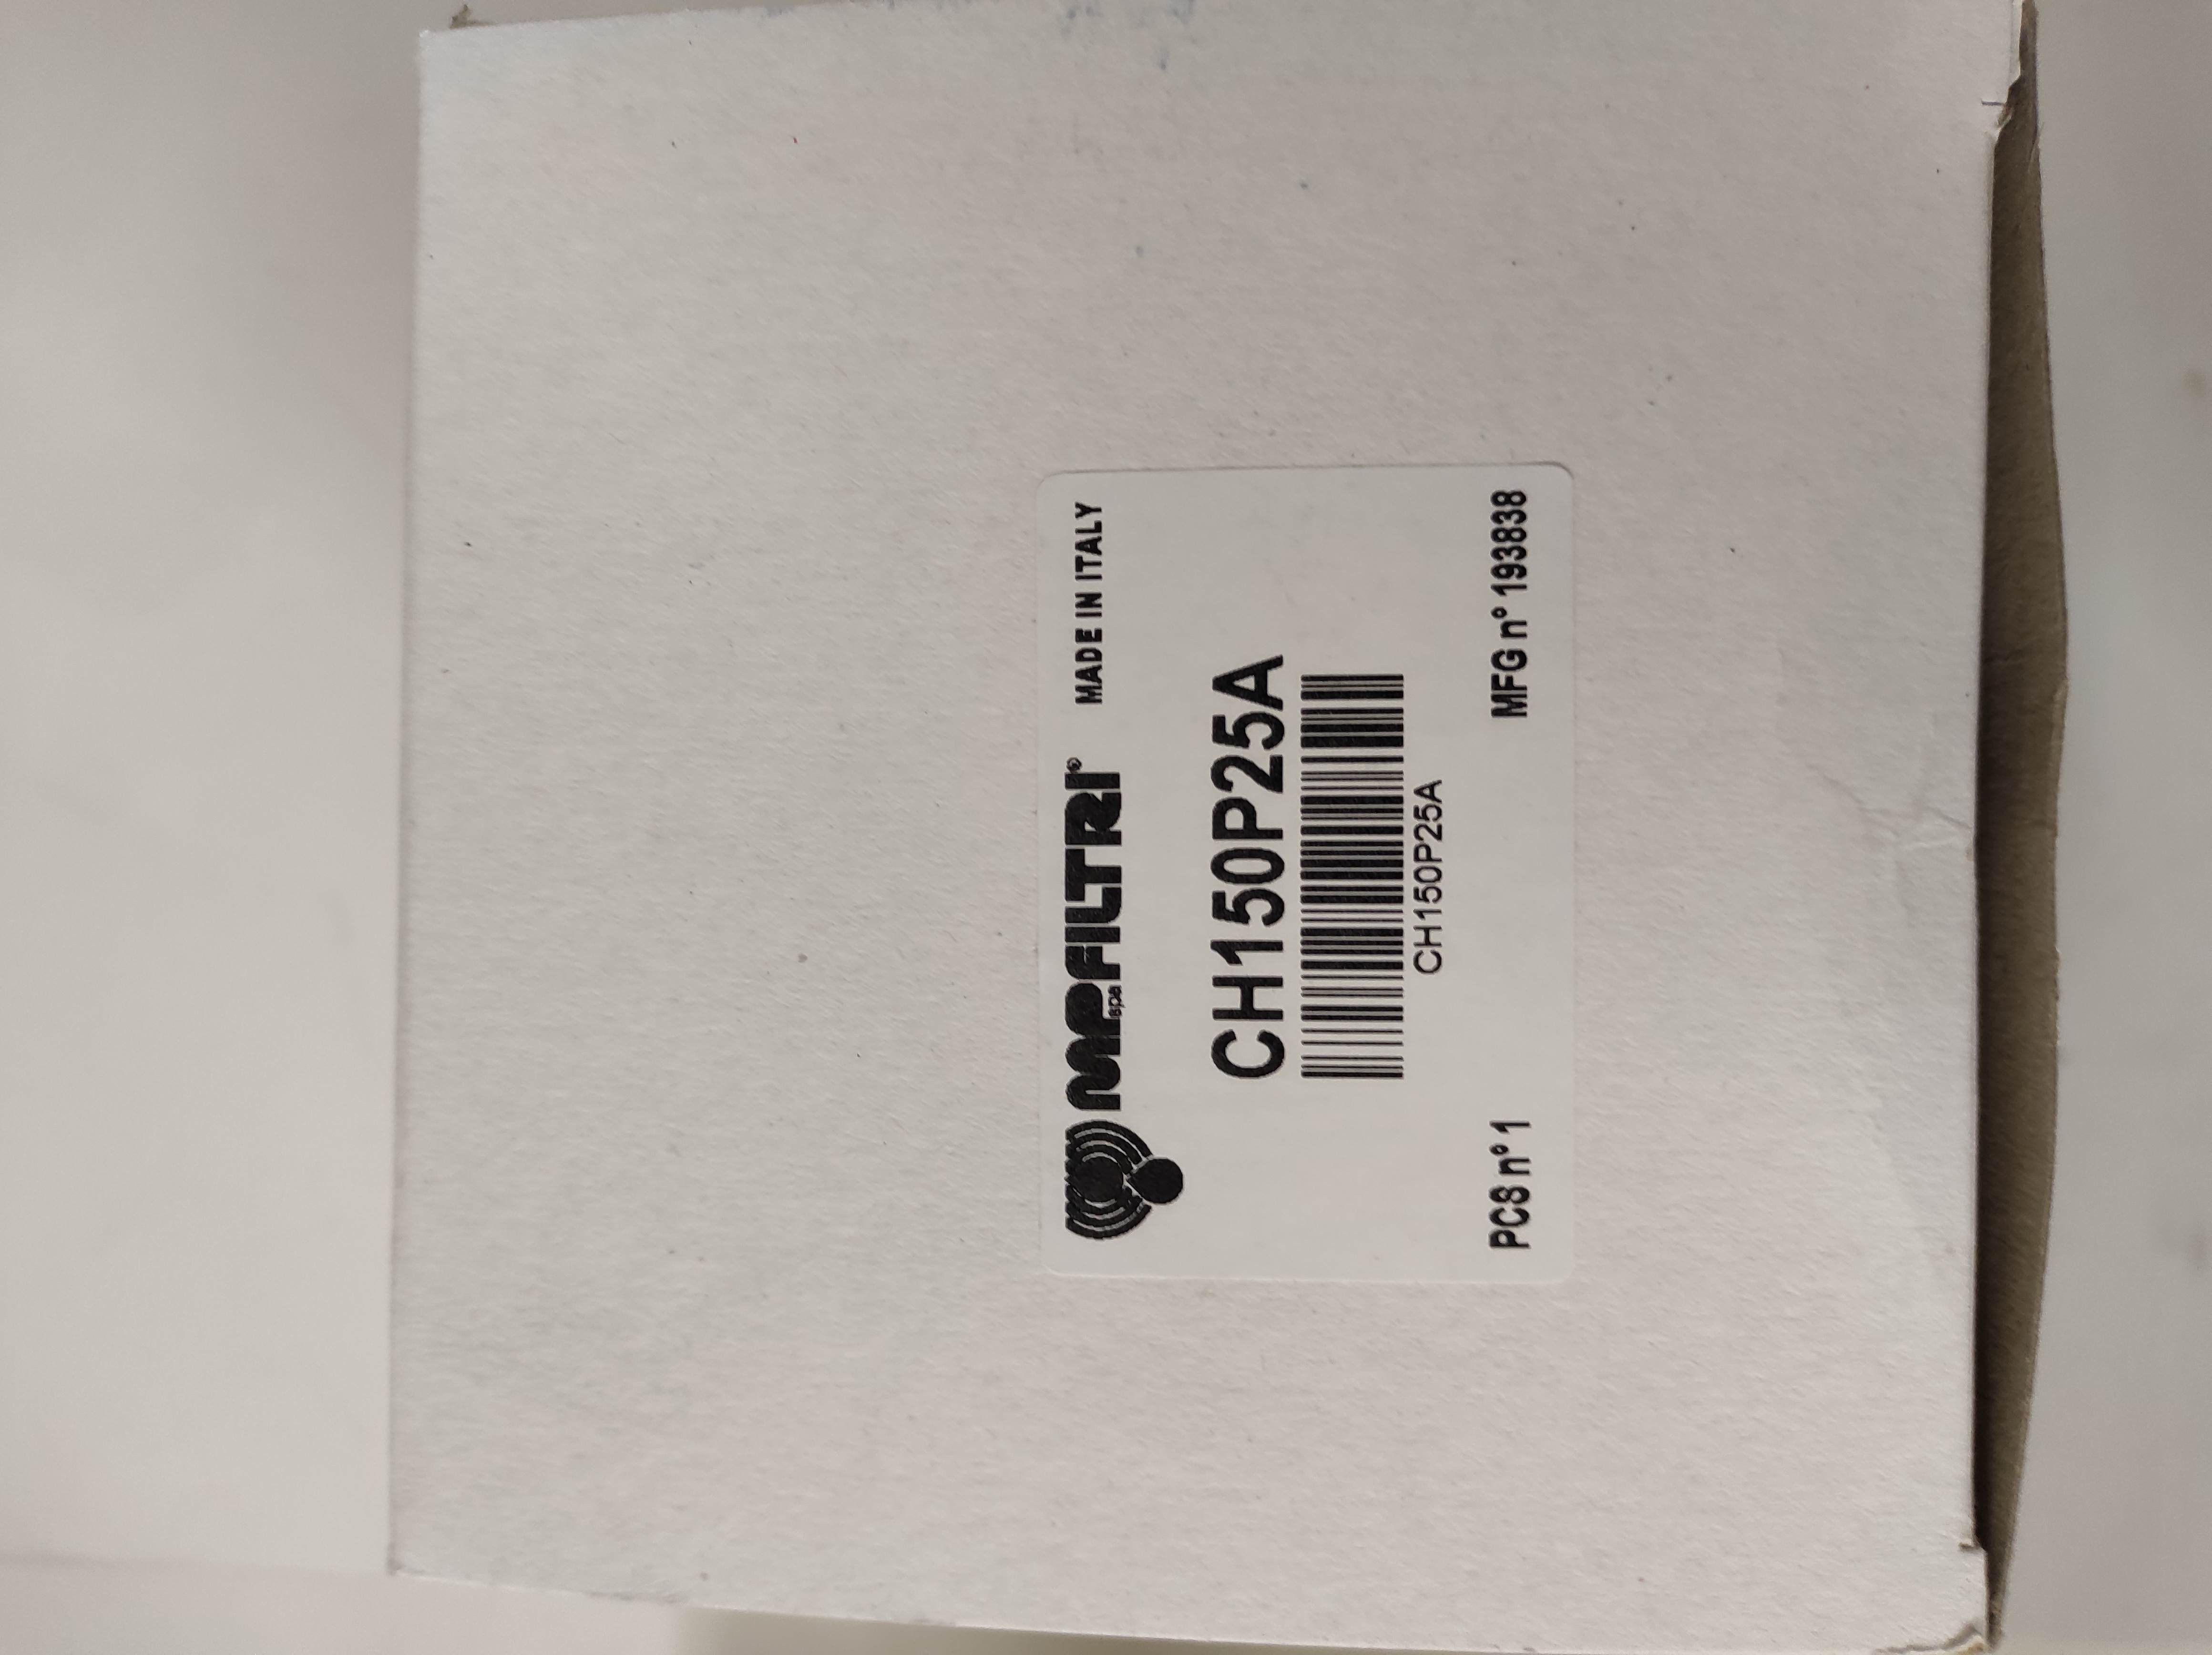 MPFILTRI® MADE IN ITALY
spa
CH150P25A
CH150P25A
PCS n° 1 MFG n° 193838